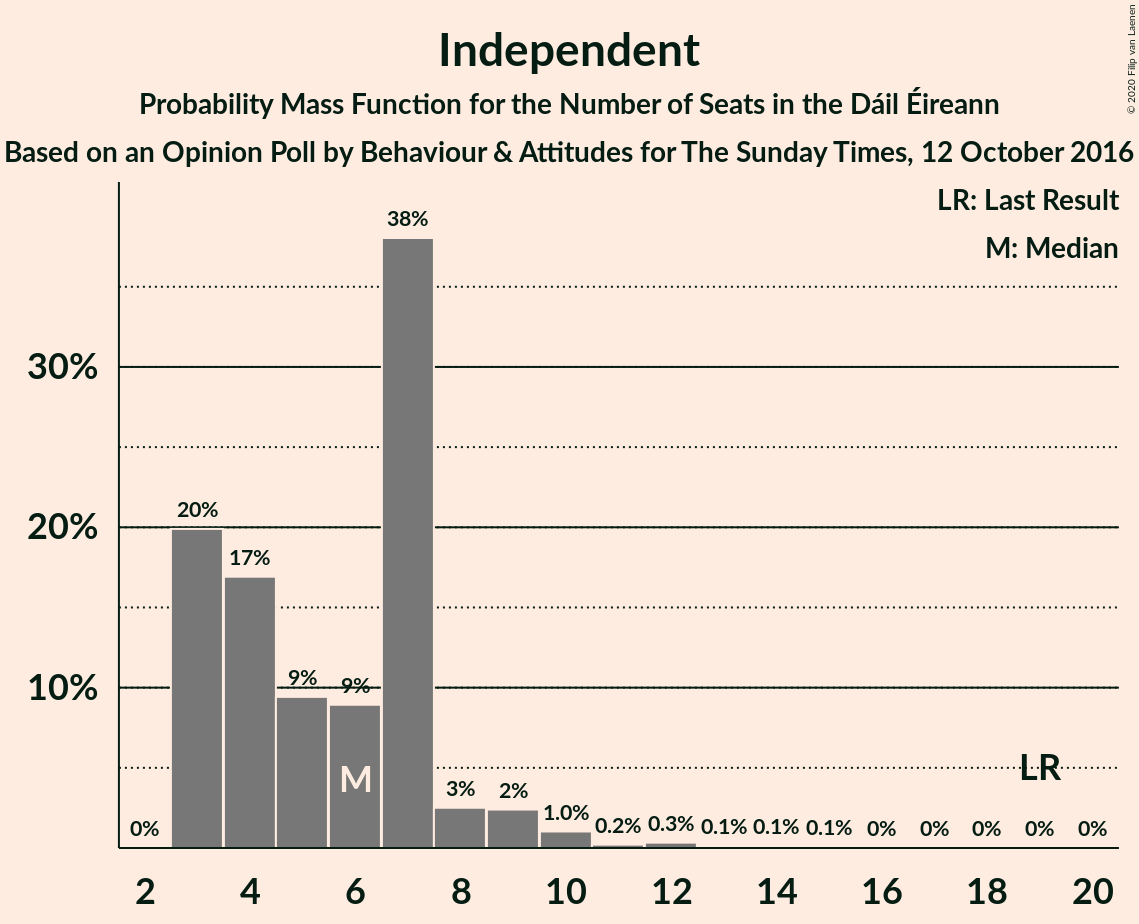 Independent
Probability Mass Function for the Number of Seats in the Dáil Éireann
Based on an Opinion Poll by Behaviour & Attitudes for The Sunday Times, 12 October 2016
© 2020 Filip van Laenen
LR: Last Result
M: Median
38%
30%
20%
20%
17%
10%
9%
9%
M
LR
0%
3%
2%
1.0%
0.2%
0.3%
0.1%
0.1%
0.1%
0%
0%
0%
0%
0%
2 4 6 8 10 12 14 16 18 20